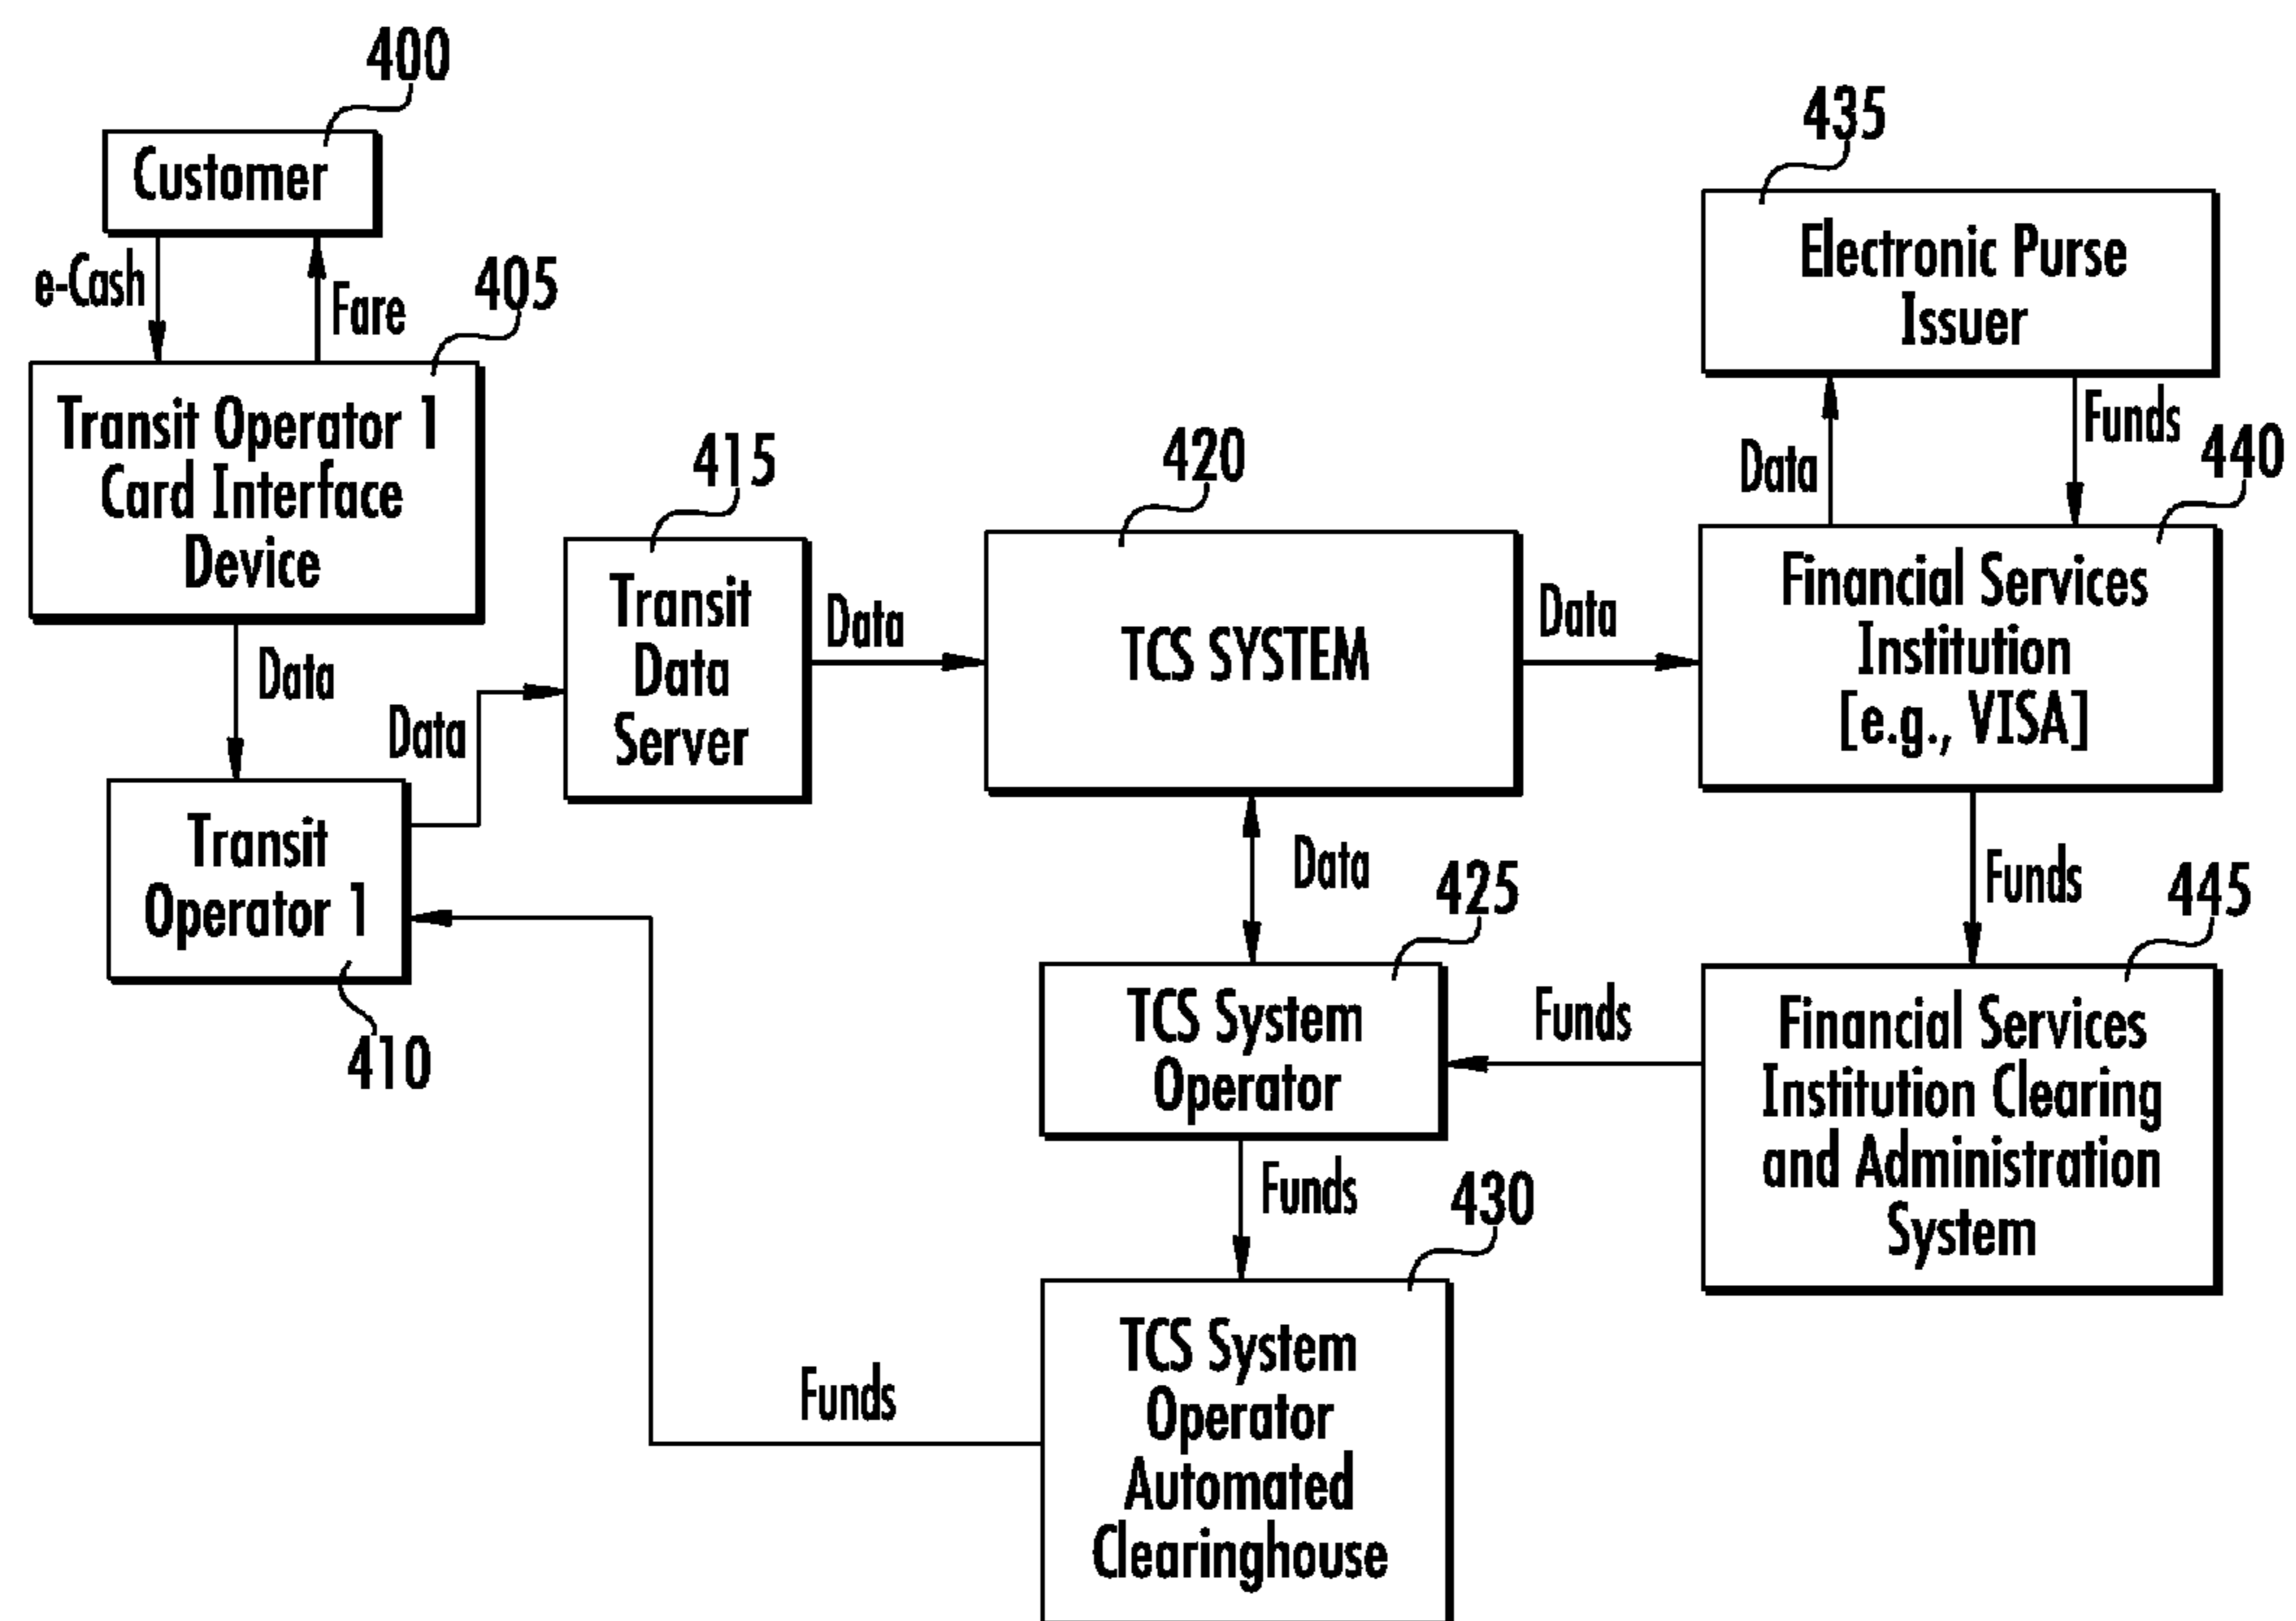 400
Customer
e-Cash
Fare
405
Transit Operator 1
Card Interface
Device
Data
Data
Transit
Operator 1
410
415
Transit
Data
Server
Data
420
TCS SYSTEM
Data
Data
425
TCS System
Operator
Funds
Funds
430
TCS System
Operator
Automated
Clearinghouse
Funds
435
Electronic Purse
Issuer
Data
Funds
440
Financial Services
Institution
[e.g., VISA]
Funds
445
Financial Services
Institution Clearing
and Administration
System